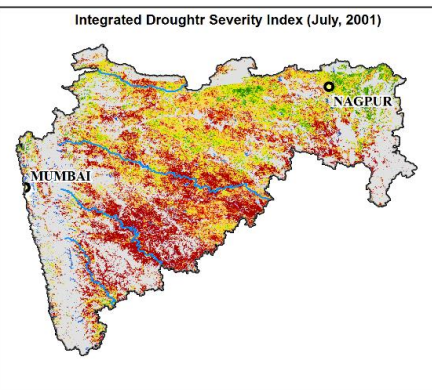 Integrated Droughtr Severity Index (July, 2001)
NAGPUR
MUMBAI